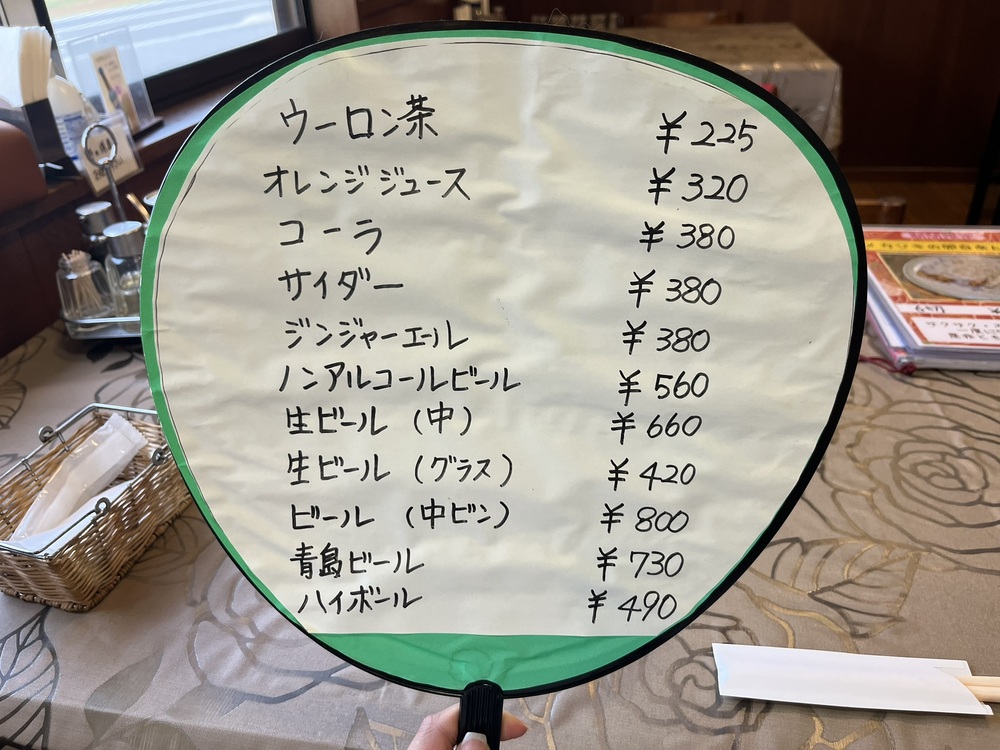 ウーロン茶 ¥225
オレンジジュース ¥320
コーラ ¥380
サイダー ¥380
ジンジャーエール ¥380
ノンアルコールビール ¥560
生ビール (中) ¥660
生ビール (グラス) ¥420
ビール (中ビン) ¥800
青島ビール ¥730
ハイボール ¥490